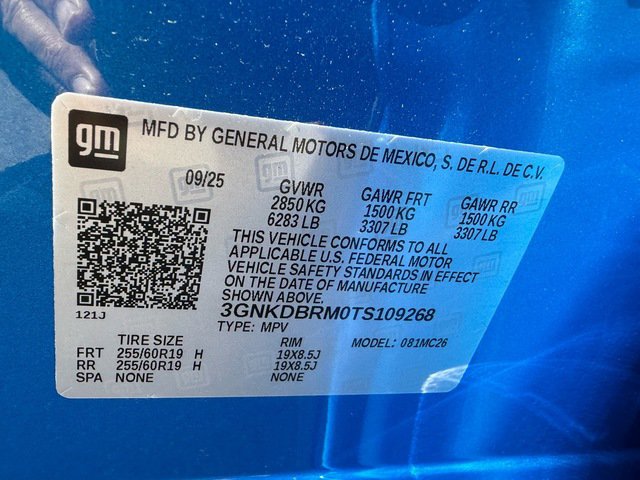 gm
MFD BY GENERAL MOTORS DE MEXICO, S. DE R.L. DE C.V.
09/25
GVWR GAWR FRT GAWR RR
2850 KG 1500 KG 1500 KG
6283 LB 3307 LB 3307 LB
THIS VEHICLE CONFORMS TO ALL
APPLICABLE U.S. FEDERAL MOTOR
VEHICLE SAFETY STANDARDS IN EFFECT
ON THE DATE OF MANUFACTURE
SHOWN ABOVE.
121J
3GNKDBRM0TS109268
TYPE: MPV MODEL: 081MC26
TIRE SIZE RIM
FRT 255/60R19 H 19X8.5J
RR 255/60R19 H 19X8.5J
SPA NONE NONE